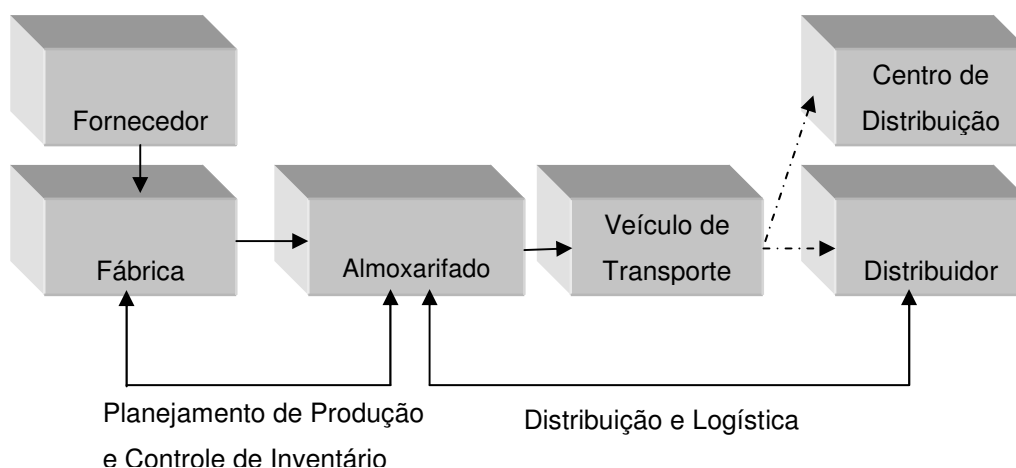 Fornecedor
Centro de
Distribuição
Fábrica
Almoxarifado
Veículo de
Transporte
Distribuidor
Planejamento de Produção
e Controle de Inventário
Distribuição e Logística